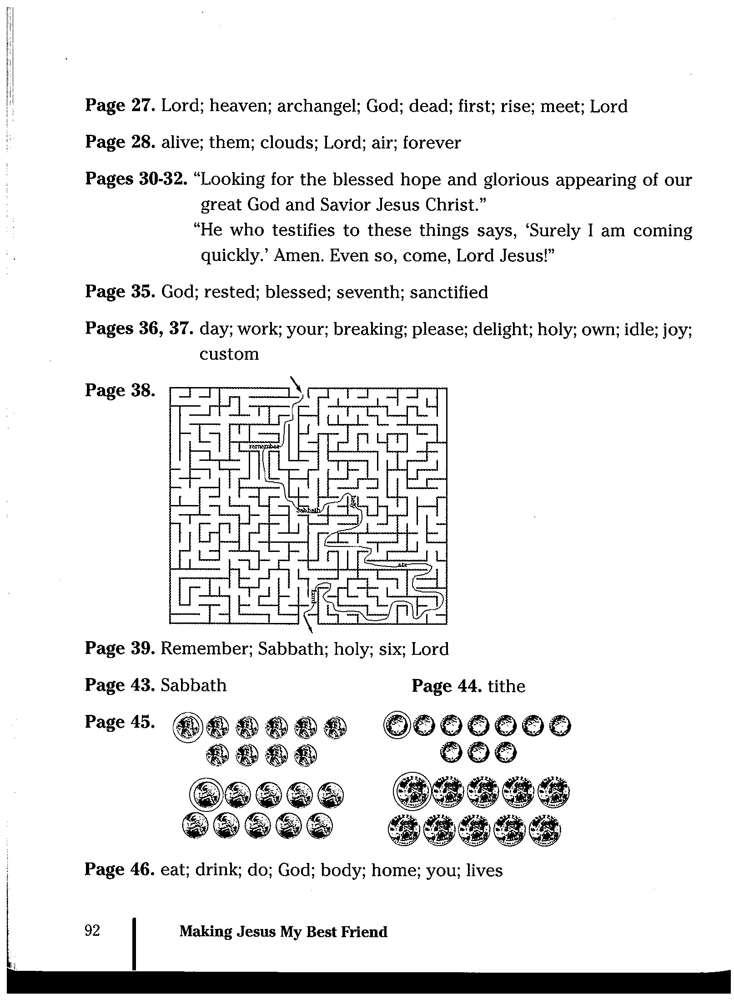 Page 27. Lord; heaven; archangel; God; dead; first; rise; meet; Lord
Page 28. alive; them; clouds; Lord; air; forever
Pages 30-32. “Looking for the blessed hope and glorious appearing of our
great God and Savior Jesus Christ.”
“He who testifies to these things says, ‘Surely I am coming
quickly.’ Amen. Even so, come, Lord Jesus!”
Page 35. God; rested; blessed; seventh; sanctified
Pages 36, 37. day; work; your; breaking; please; delight; holy; own; idle; joy;
custom
Page 38.
remember
Sabbath
holy
six
Lord
Page 39. Remember; Sabbath; holy; six; Lord
Page 43. Sabbath
Page 44. tithe
Page 45.
Page 46. eat; drink; do; God; body; home; you; lives
92
Making Jesus My Best Friend